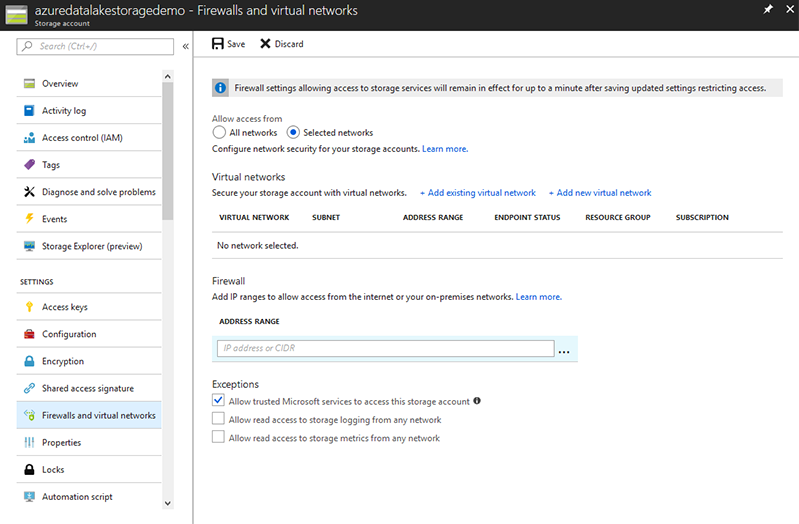 azuredatalakestoragedemo - Firewalls and virtual networks
Storage account
Search (Ctrl+/)
Overview
Activity log
Access control (IAM)
Tags
Diagnose and solve problems
Events
Storage Explorer (preview)
SETTINGS
Access keys
Configuration
Encryption
Shared access signature
Firewalls and virtual networks
Properties
Locks
Automation script
Save Discard
Firewall settings allowing access to storage services will remain in effect for up to a minute after saving updated settings restricting access.
Allow access from
All networks Selected networks
Configure network security for your storage accounts. Learn more.
Virtual networks
Secure your storage account with virtual networks. + Add existing virtual network + Add new virtual network
VIRTUAL NETWORK SUBNET ADDRESS RANGE ENDPOINT STATUS RESOURCE GROUP SUBSCRIPTION
No network selected.
Firewall
Add IP ranges to allow access from the internet or your on-premises networks. Learn more.
ADDRESS RANGE
IP address or CIDR
Exceptions
Allow trusted Microsoft services to access this storage account
Allow read access to storage logging from any network
Allow read access to storage metrics from any network